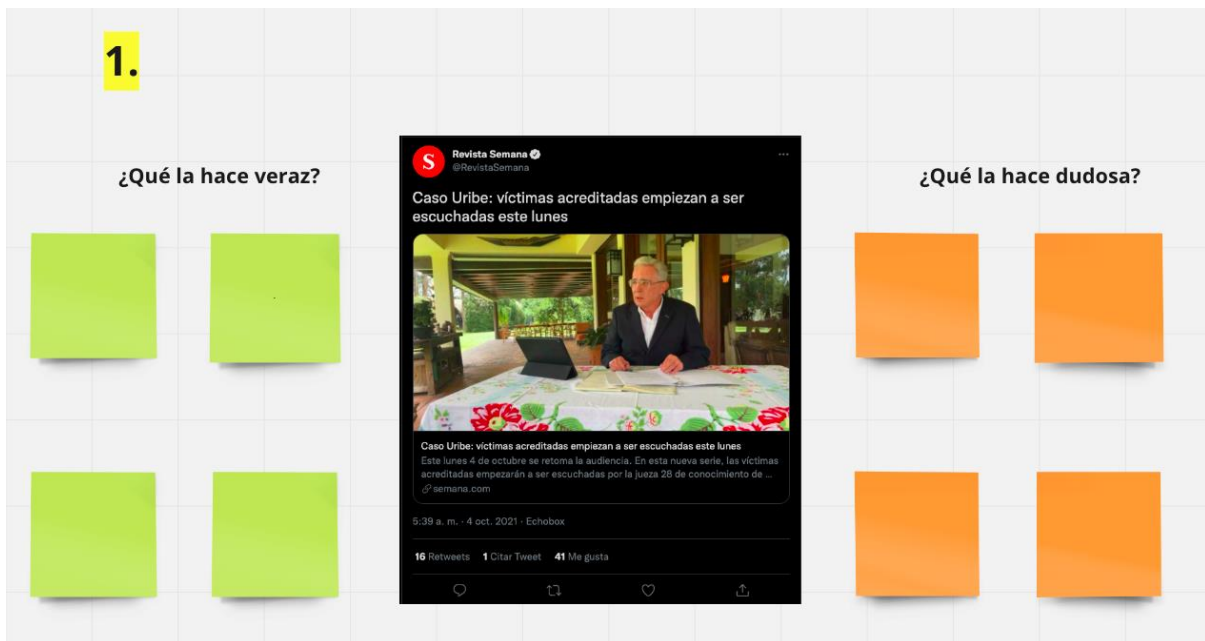 1.
¿Qué la hace veraz?
Revista Semana
@RevistaSemana
Caso Uribe: víctimas acreditadas empiezan a ser
escuchadas este lunes
Caso Uribe: víctimas acreditadas empiezan a ser escuchadas este lunes
Este lunes 4 de octubre se retoma la audiencia. En esta nueva serie, las víctimas
acreditadas empezarán a ser escuchadas por la jueza 28 de conocimiento de ...
semana.com
5:39 a. m. · 4 oct. 2021 · Echobox
16 Retweets 1 Citar Tweet 41 Me gusta
¿Qué la hace dudosa?